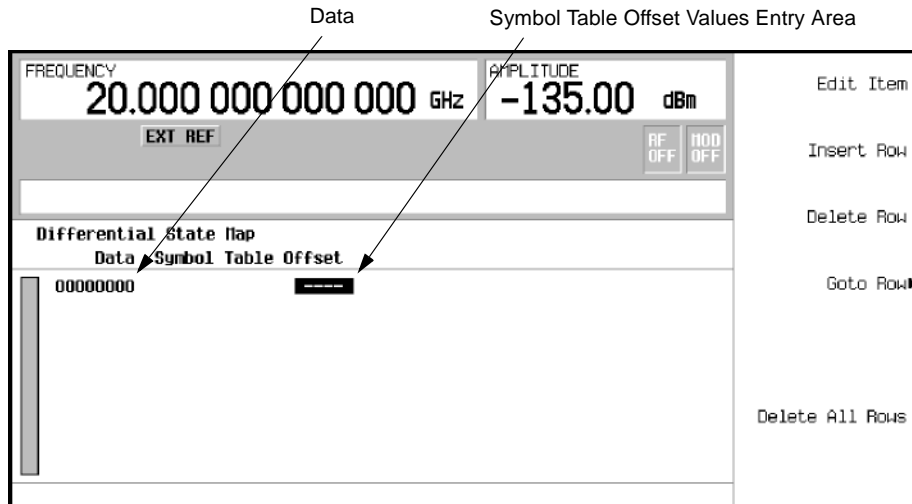 Data
Symbol Table Offset Values Entry Area
FREQUENCY
20.000 000 000 000 GHz
AMPLITUDE
-135.00 dBm
EXT REF
RF OFF
MOD OFF
Differential State Map
Data Symbol Table Offset
00000000 ----
Edit Item
Insert Row
Delete Row
Goto Row
Delete All Rows